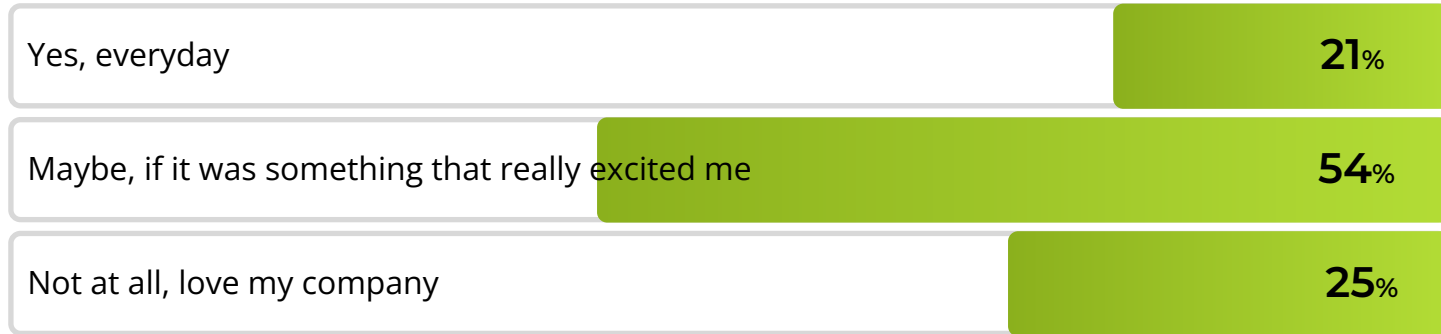 Yes, everyday 21%
Maybe, if it was something that really excited me 54%
Not at all, love my company 25%